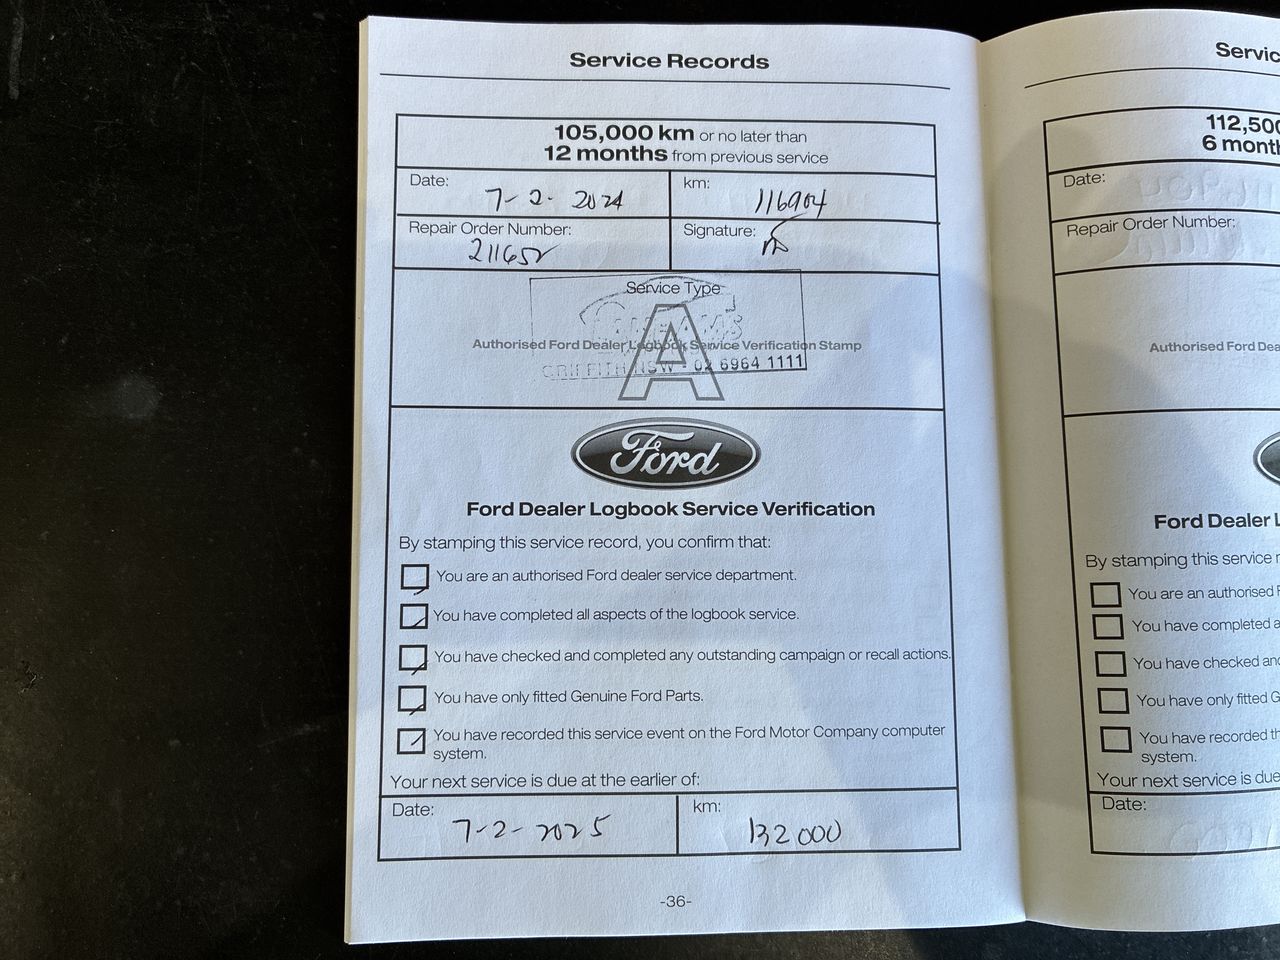 Service Records
105,000 km or no later than
12 months from previous service
Date: 7-2-2024
km: 116904
Repair Order Number: 211652
Signature:
Service Type
A
Authorised Ford Dealer Logbook Service Verification Stamp
GRIFFITH NSW - 02 6964 1111
Ford
Ford Dealer Logbook Service Verification
By stamping this service record, you confirm that:
You are an authorised Ford dealer service department.
You have completed all aspects of the logbook service.
You have checked and completed any outstanding campaign or recall actions.
You have only fitted Genuine Ford Parts.
You have recorded this service event on the Ford Motor Company computer
system.
Your next service is due at the earlier of:
Date: 7-2-2025
km: 132000
-36-
Servic
112,500
6 month
Date:
Repair Order Number:
Authorised Ford Dea
Ford Dealer L
By stamping this service r
You are an authorised F
You have completed a
You have checked and
You have only fitted G
You have recorded th
system.
Your next service is due
Date: